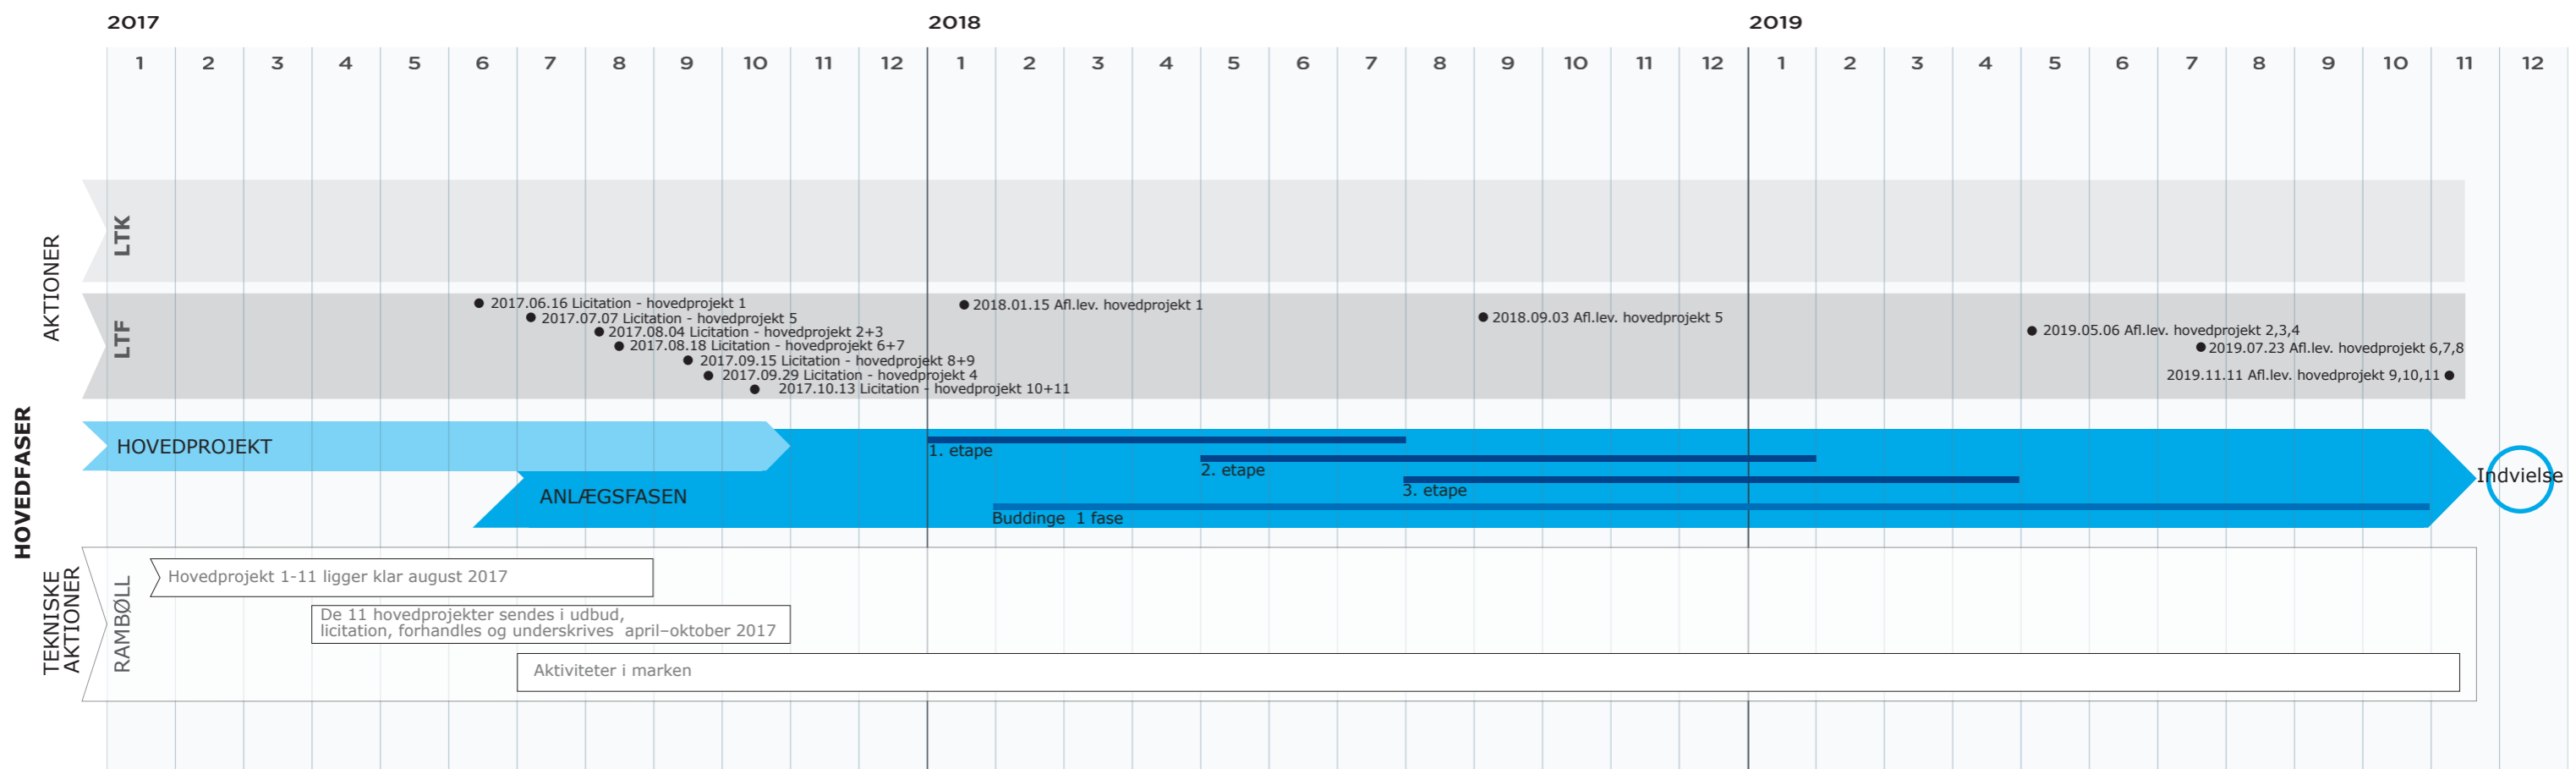 2017 2018 2019
1 2 3 4 5 6 7 8 9 10 11 12 1 2 3 4 5 6 7 8 9 10 11 12 1 2 3 4 5 6 7 8 9 10 11 12
AKTIONER
LTK
LTF
2017.06.16 Licitation - hovedprojekt 1
2017.07.07 Licitation - hovedprojekt 5
2017.08.04 Licitation - hovedprojekt 2+3
2017.08.18 Licitation - hovedprojekt 6+7
2017.09.15 Licitation - hovedprojekt 8+9
2017.09.29 Licitation - hovedprojekt 4
2017.10.13 Licitation - hovedprojekt 10+11
2018.01.15 Afl.lev. hovedprojekt 1
2018.09.03 Afl.lev. hovedprojekt 5
2019.05.06 Afl.lev. hovedprojekt 2,3,4
2019.07.23 Afl.lev. hovedprojekt 6,7,8
2019.11.11 Afl.lev. hovedprojekt 9,10,11
HOVEDFASER
HOVEDPROJEKT
ANLÆGSFASEN
1. etape
2. etape
3. etape
Buddinge 1 fase
Indvielse
TEKNISKE
AKTIONER
RAMBØLL
Hovedprojekt 1-11 ligger klar august 2017
De 11 hovedprojekter sendes i udbud,
licitation, forhandles og underskrives april–oktober 2017
Aktiviteter i marken